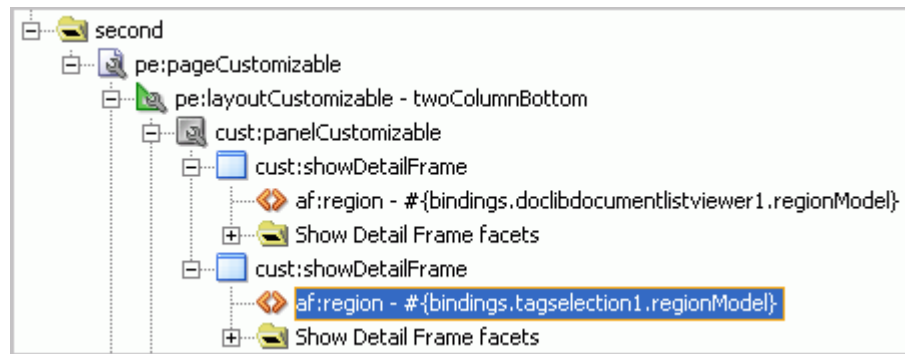 second
pe:pageCustomizable
pe:layoutCustomizable - twoColumnBottom
cust:panelCustomizable
cust:showDetailFrame
af:region - #{bindings.doclibdocumentlistviewer1.regionModel}
Show Detail Frame facets
cust:showDetailFrame
af:region - #{bindings.tagselection1.regionModel}
Show Detail Frame facets